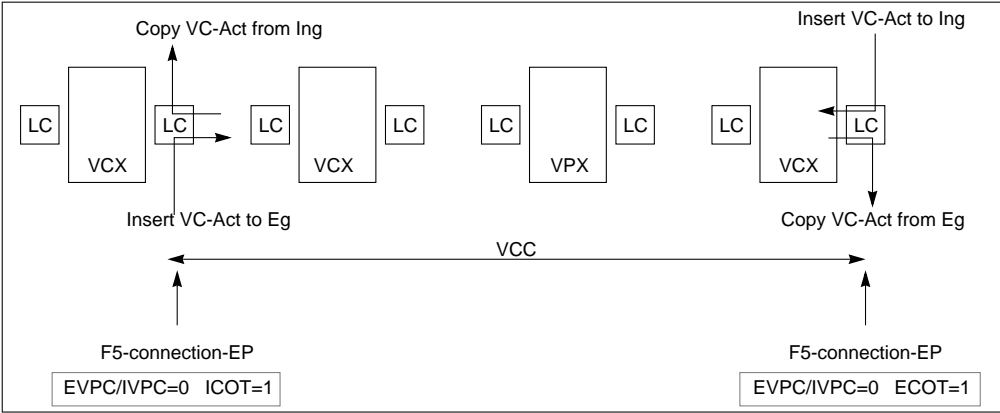 Copy VC-Act from Ing
Insert VC-Act to Ing
LC
VCX
LC
LC
VCX
LC
LC
VPX
LC
LC
VCX
LC
Insert VC-Act to Eg
Copy VC-Act from Eg
VCC
F5-connection-EP
F5-connection-EP
EVPC/IVPC=0 ICOT=1
EVPC/IVPC=0 ECOT=1